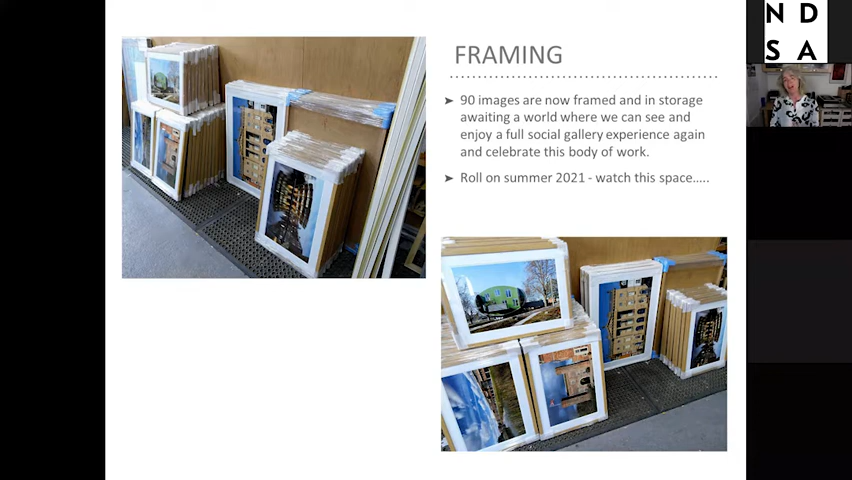 FRAMING
➤ 90 images are now framed and in storage
awaiting a world where we can see and
enjoy a full social gallery experience again
and celebrate this body of work.
➤ Roll on summer 2021 - watch this space.....
N D
S A